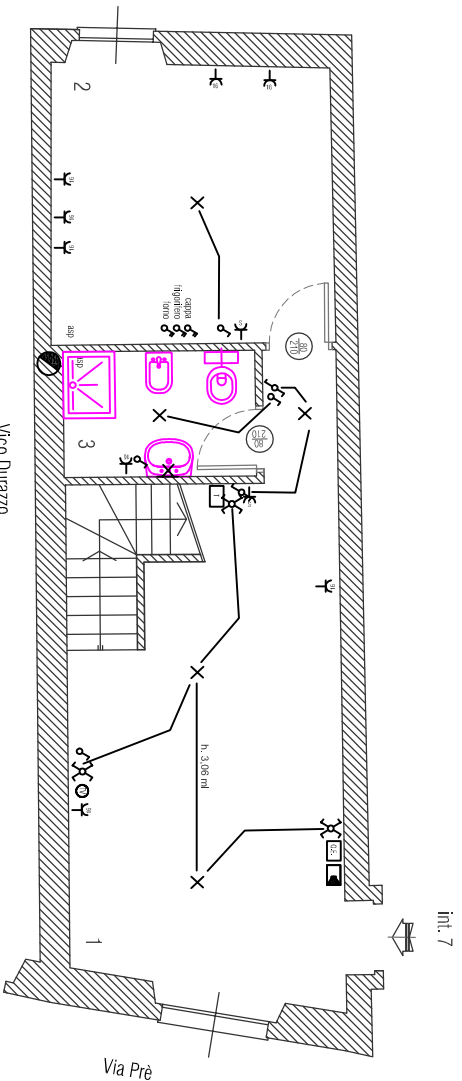 2
cappa
frigorifero
forno
asp
asp
80
210
80
210
3
T
Vico Durazzo
h. 3,06 ml
TV
Q.E.
1
int. 7
Via Prè